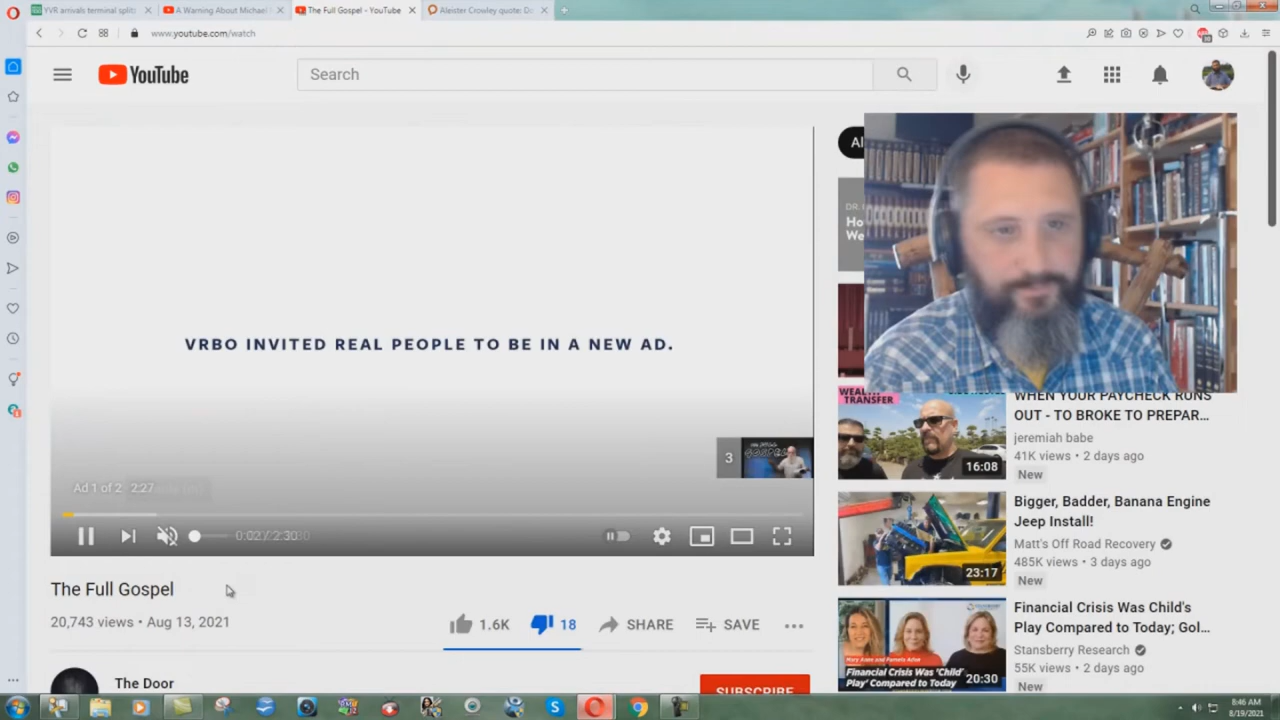 YVR arrivals terminal splits
A Warning About Michael
The Full Gospel - YouTube
Aleister Crowley quote: Do
www.youtube.com/watch
YouTube
Search
Al
DR.
Ho
We
VRBO INVITED REAL PEOPLE TO BE IN A NEW AD.
3
Ad 1 of 2 · 2:27
0:02 / 2:30
WEALTH
TRANSFER
16:08
WHEN YOUR PAYCHECK RUNS
OUT - TO BROKE TO PREPAR...
jeremiah babe
41K views • 2 days ago
New
23:17
Bigger, Badder, Banana Engine
Jeep Install!
Matt's Off Road Recovery
485K views • 3 days ago
New
Financial Crisis Was 'Child'
Play' Compared to Today
20:30
Financial Crisis Was Child's
Play Compared to Today; Gol...
Stansberry Research
55K views • 2 days ago
New
The Full Gospel
20,743 views • Aug 13, 2021
1.6K
18
SHARE
SAVE
The Door
SUBSCRIBE
8:46 AM
8/19/2021